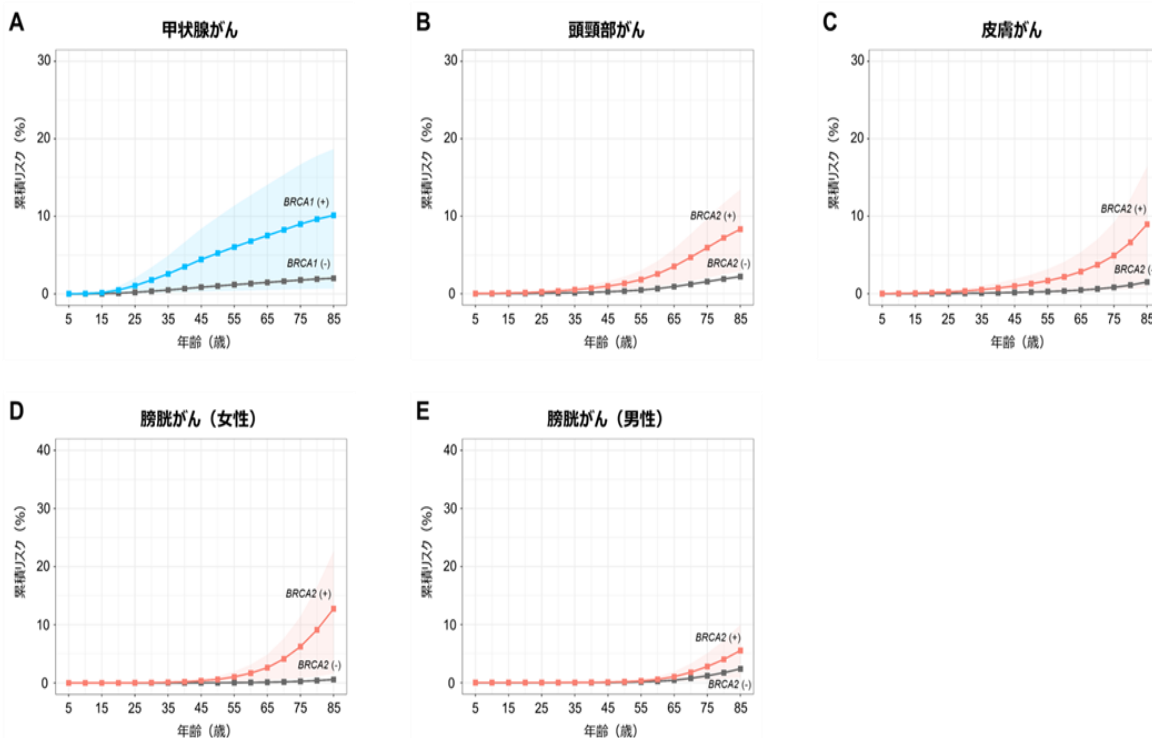 A
甲状腺がん
累積リスク（%）
30
20
10
0
BRCA1 (+)
BRCA1 (-)
5 15 25 35 45 55 65 75 85
年齢（歳）
B
頭頸部がん
累積リスク（%）
30
20
10
0
BRCA2 (+)
BRCA2 (-)
5 15 25 35 45 55 65 75 85
年齢（歳）
C
皮膚がん
累積リスク（%）
30
20
10
0
BRCA2 (+)
BRCA2 (-
5 15 25 35 45 55 65 75 85
年齢（歳）
D
膀胱がん（女性）
累積リスク（%）
40
30
20
10
0
BRCA2 (+)
BRCA2 (-)
5 15 25 35 45 55 65 75 85
年齢（歳）
E
膀胱がん（男性）
累積リスク（%）
40
30
20
10
0
BRCA2 (+)
BRCA2 (-)
5 15 25 35 45 55 65 75 85
年齢（歳）